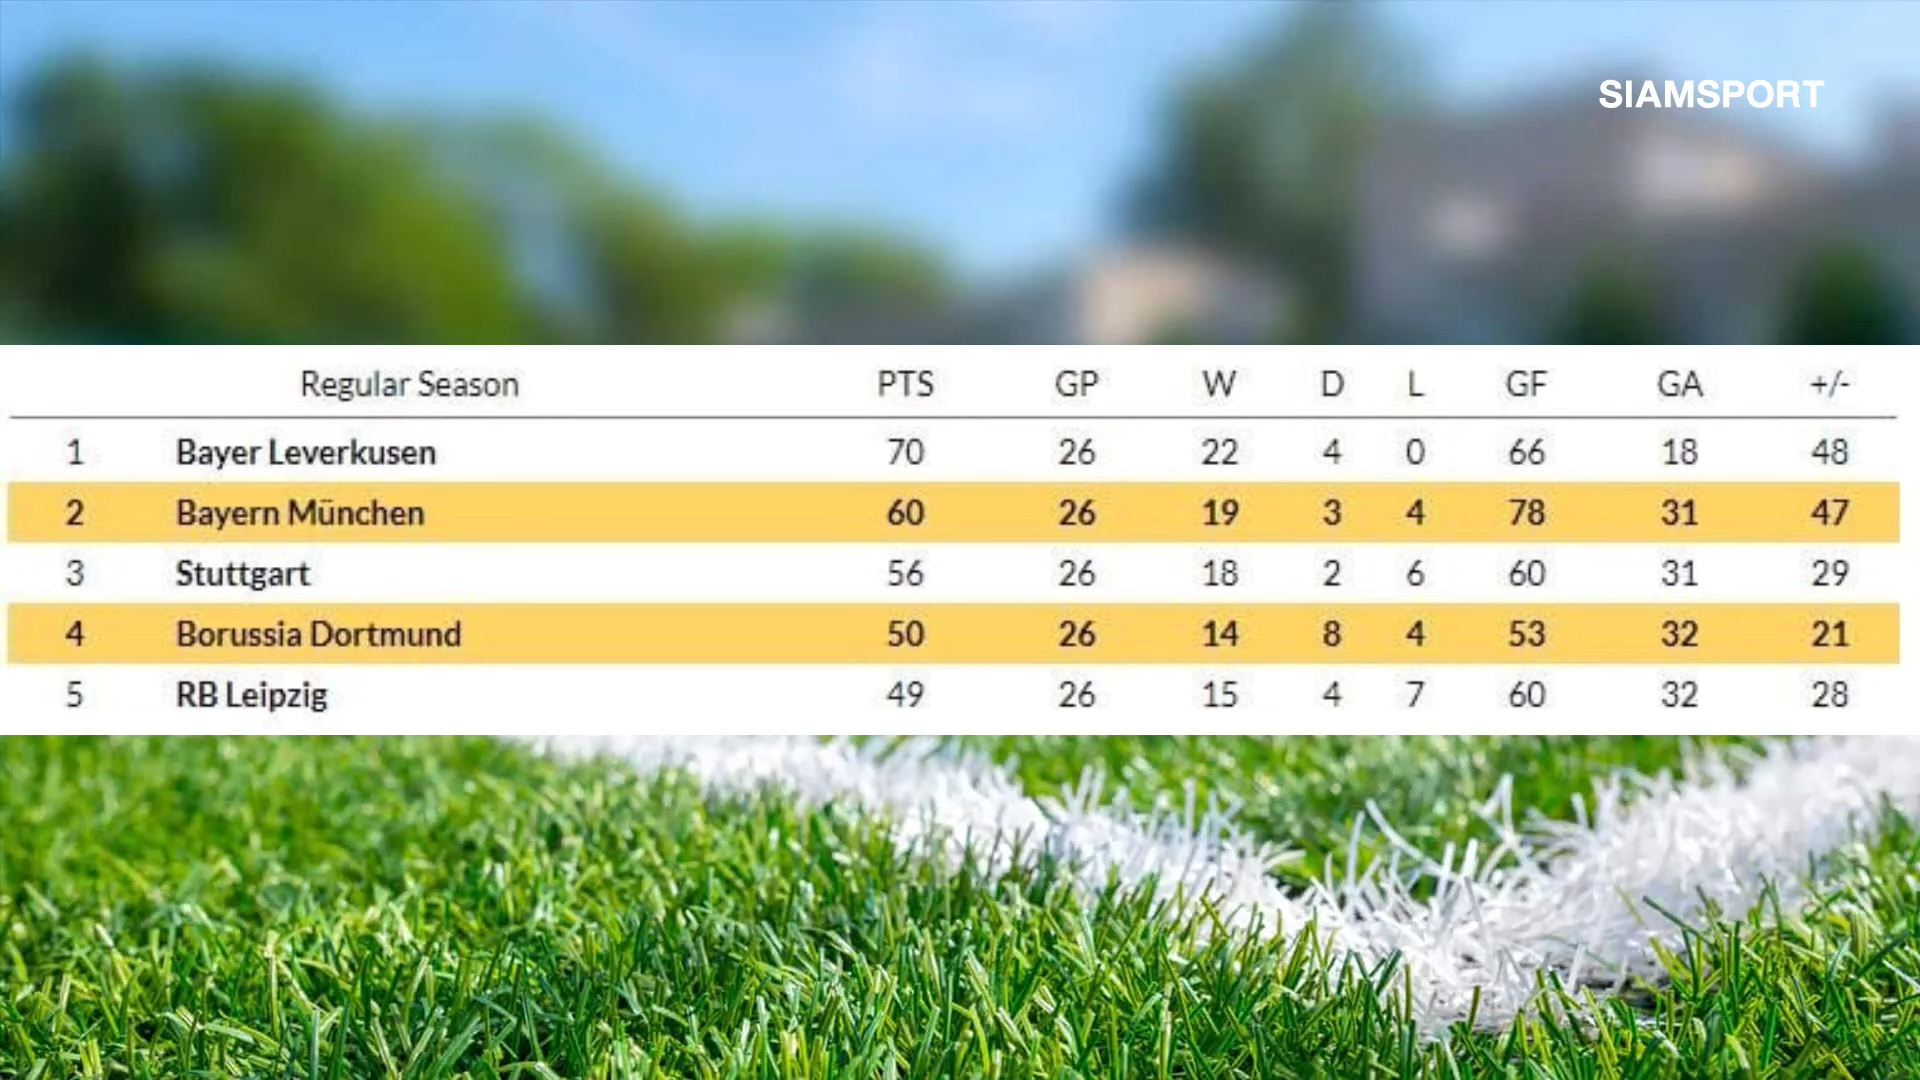 SIAMSPORT
Regular Season PTS GP W D L GF GA +/-
1 Bayer Leverkusen 70 26 22 4 0 66 18 48
2 Bayern München 60 26 19 3 4 78 31 47
3 Stuttgart 56 26 18 2 6 60 31 29
4 Borussia Dortmund 50 26 14 8 4 53 32 21
5 RB Leipzig 49 26 15 4 7 60 32 28